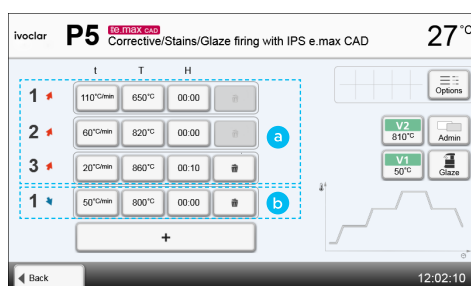 ivoclar P5 IPS e.max CAD 27°C
Corrective/Stains/Glaze firing with IPS e.max CAD
t T H
1 110°C/min 650°C 00:00
Options
2 60°C/min 820°C 00:00
a
V2
810°C Admin
3 20°C/min 860°C 00:10
V1
50°C Glaze
1 50°C/min 800°C 00:00
b
+
Back 12:02:10